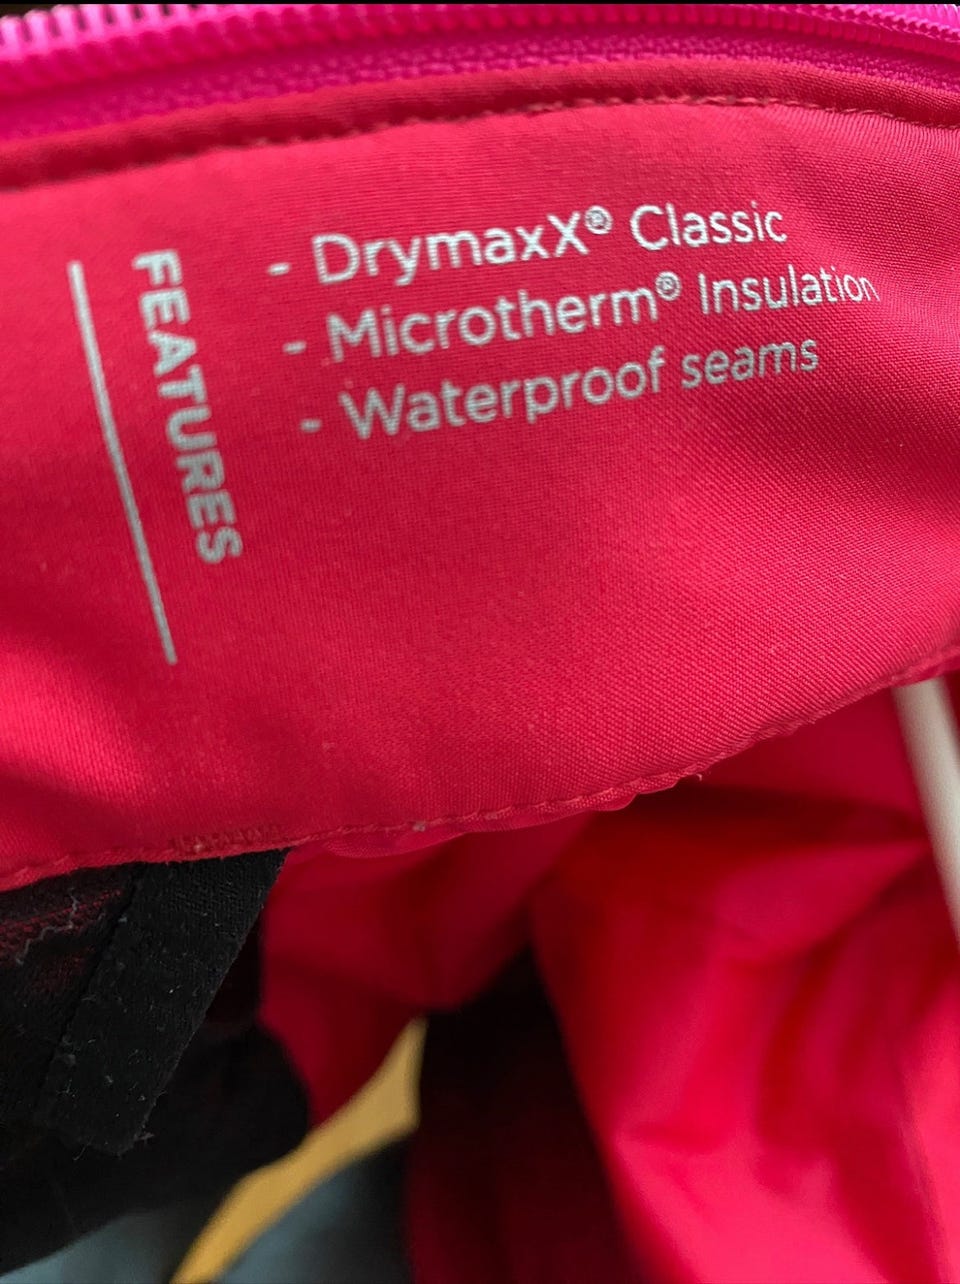 FEATURES
- DrymaxX® Classic
- Microtherm® Insulation
- Waterproof seams